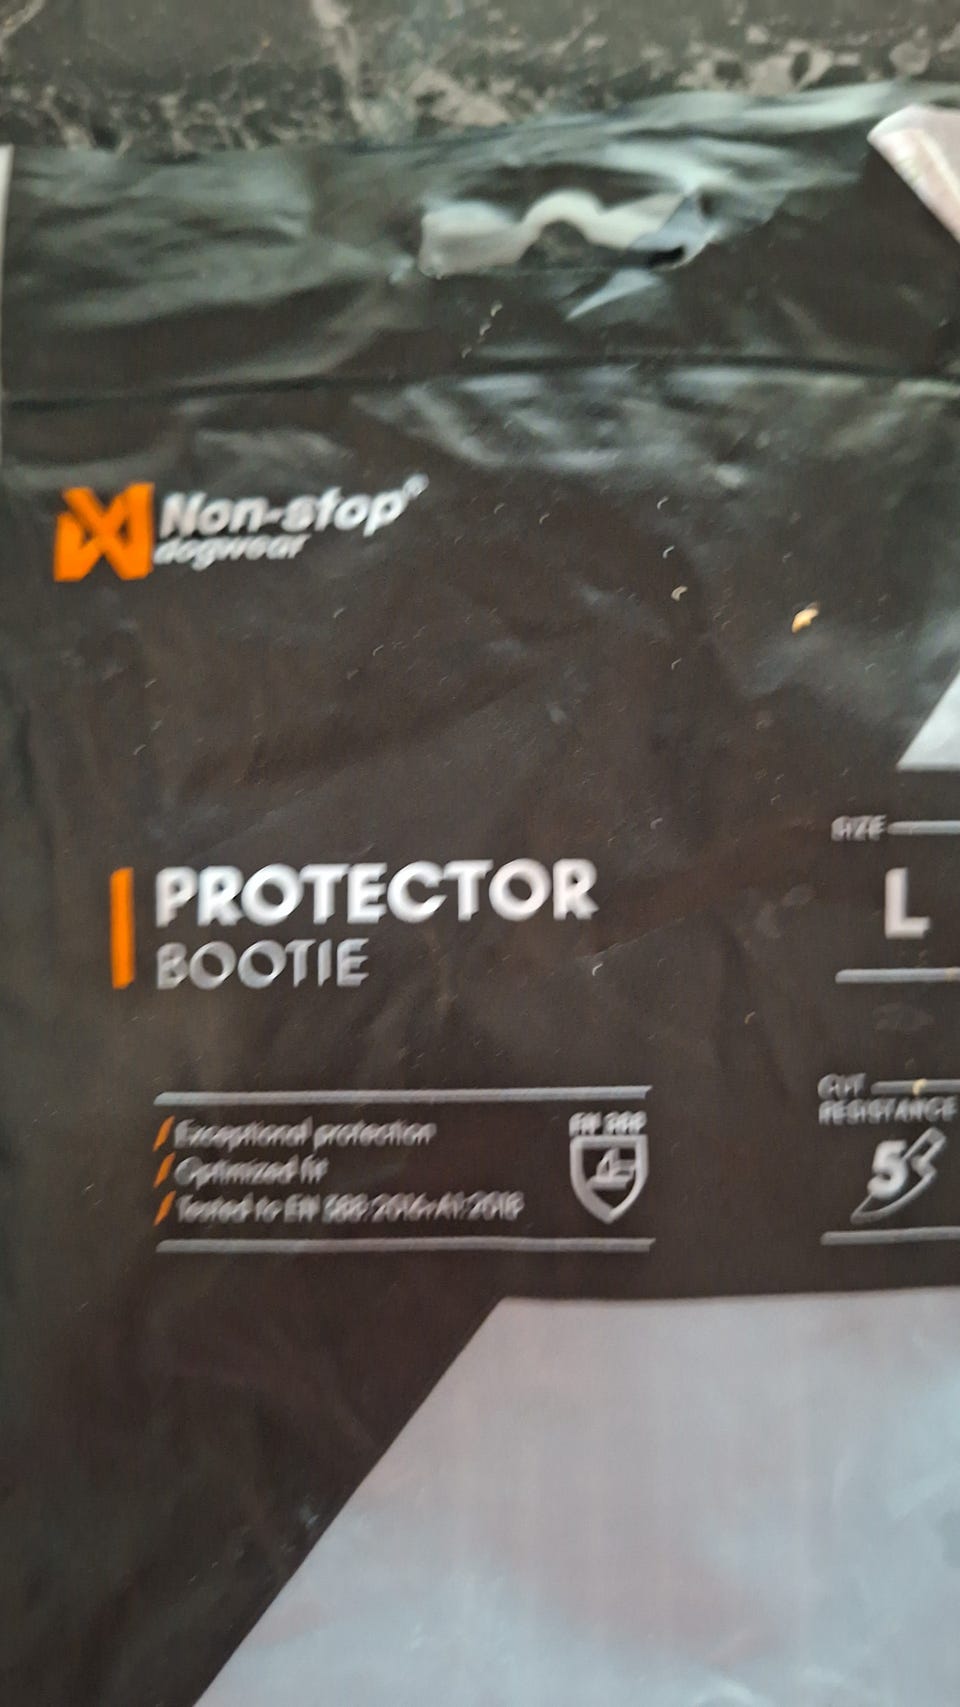 Non-stop®
dogwear
SIZE
L
PROTECTOR
BOOTIE
/ Exceptional protection
/ Optimized fit
/ Tested to EN 388:2016+A1:2018
EN 388
CUT
RESISTANCE
5